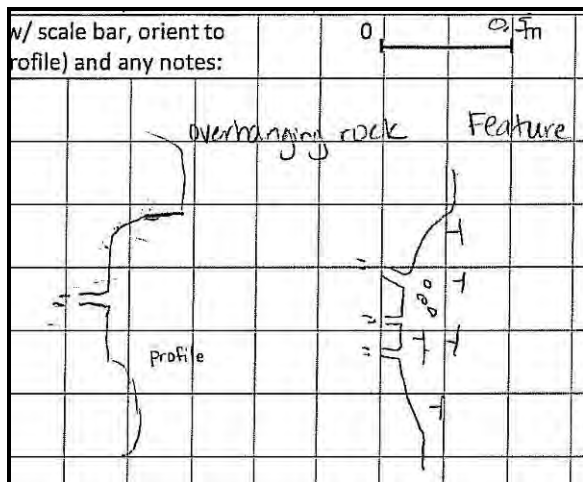 w/ scale bar, orient to
rofile) and any notes:
0 0.5m
overhanging rock Feature
profile